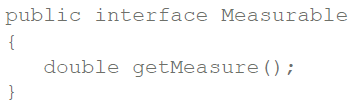 public interface Measurable
{
   double getMeasure();
}